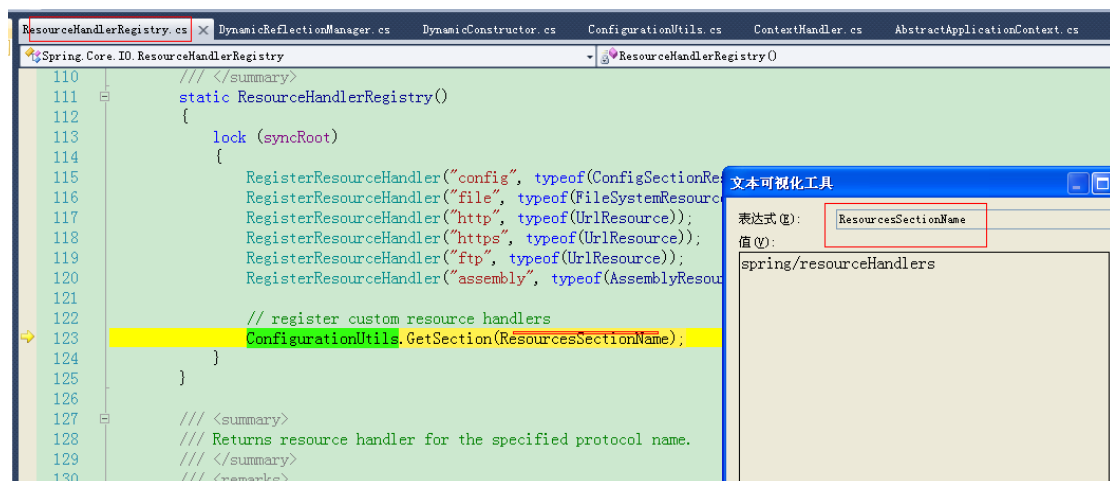 ResourceHandlerRegistry.cs DynamicReflectionManager.cs DynamicConstructor.cs ConfigurationUtils.cs ContextHandler.cs AbstractApplicationContext.cs
Spring.Core.IO.ResourceHandlerRegistry ResourceHandlerRegistry()
110 /// </summary>
111 static ResourceHandlerRegistry()
112 {
113 lock (syncRoot)
114 {
115 RegisterResourceHandler("config", typeof(ConfigSectionRe
116 RegisterResourceHandler("file", typeof(FileSystemResourc
117 RegisterResourceHandler("http", typeof(UrlResource));
118 RegisterResourceHandler("https", typeof(UrlResource));
119 RegisterResourceHandler("ftp", typeof(UrlResource));
120 RegisterResourceHandler("assembly", typeof(AssemblyResou
121
122 // register custom resource handlers
123 ConfigurationUtils.GetSection(ResourcesSectionName);
124 }
125 }
126
127 /// <summary>
128 /// Returns resource handler for the specified protocol name.
129 /// </summary>
130 /// <remarks>
文本可视化工具
表达式(E): ResourcesSectionName
值(V):
spring/resourceHandlers